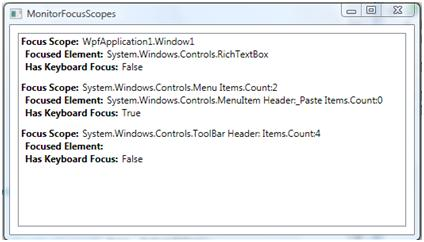 MonitorFocusScopes
Focus Scope: WpfApplication1.Window1
Focused Element: System.Windows.Controls.RichTextBox
Has Keyboard Focus: False
Focus Scope: System.Windows.Controls.Menu Items.Count:2
Focused Element: System.Windows.Controls.MenuItem Header:_Paste Items.Count:0
Has Keyboard Focus: True
Focus Scope: System.Windows.Controls.ToolBar Header: Items.Count:4
Focused Element:
Has Keyboard Focus: False